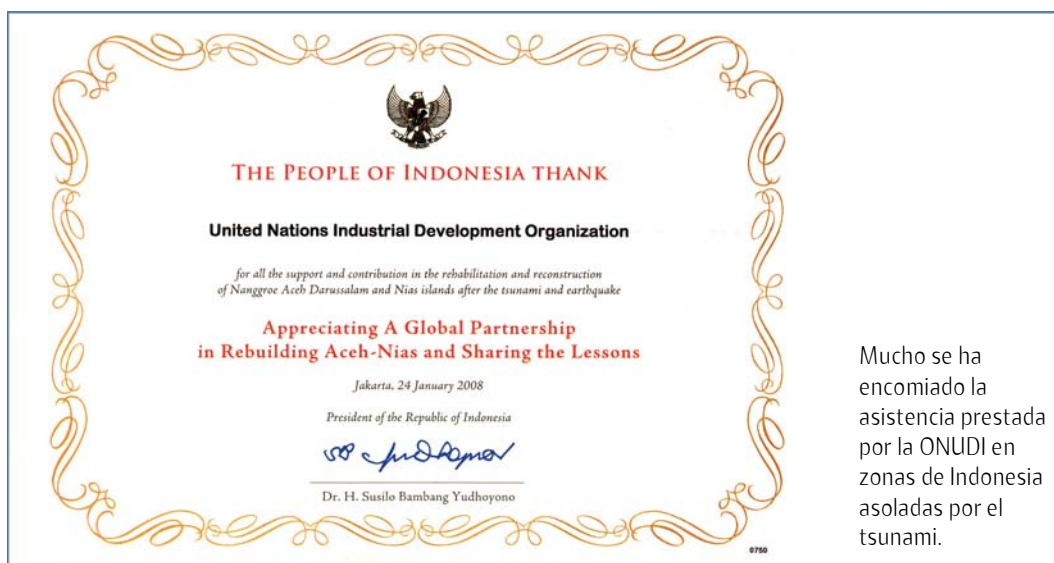 THE PEOPLE OF INDONESIA THANK
United Nations Industrial Development Organization
for all the support and contribution in the rehabilitation and reconstruction
of Nanggroe Aceh Darussalam and Nias islands after the tsunami and earthquake
Appreciating A Global Partnership
in Rebuilding Aceh-Nias and Sharing the Lessons
Jakarta, 24 January 2008
President of the Republic of Indonesia
Dr. H. Susilo Bambang Yudhoyono
0750
Mucho se ha
encomiado la
asistencia prestada
por la ONUDI en
zonas de Indonesia
asoladas por el
tsunami.